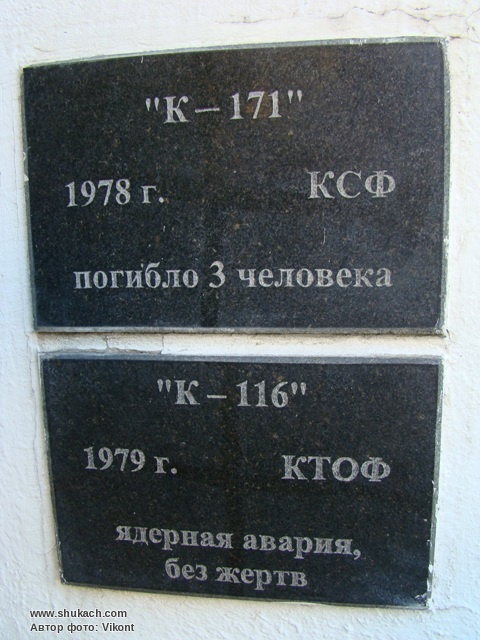 "К – 171"
1978 г. КСФ
погибло 3 человека
"К – 116"
1979 г. КТОФ
ядерная авария,
без жертв
www.shukach.com
Автор фото: Vikont